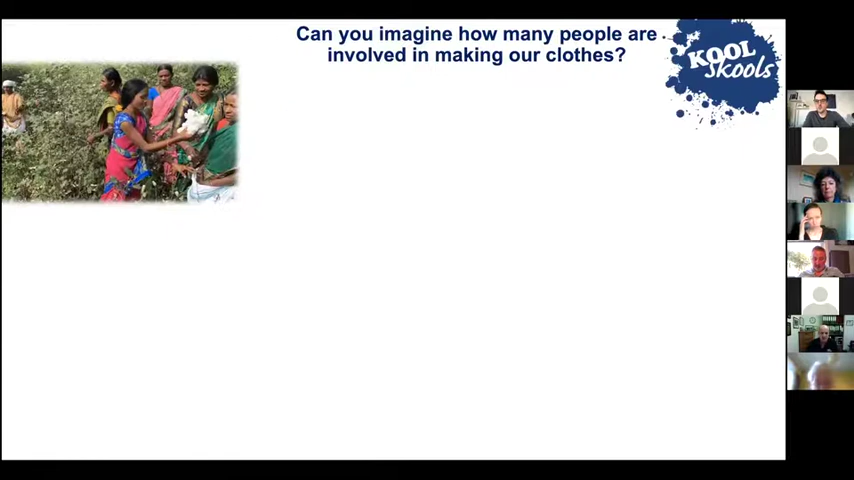 Can you imagine how many people are
involved in making our clothes?
KOOL
SKools